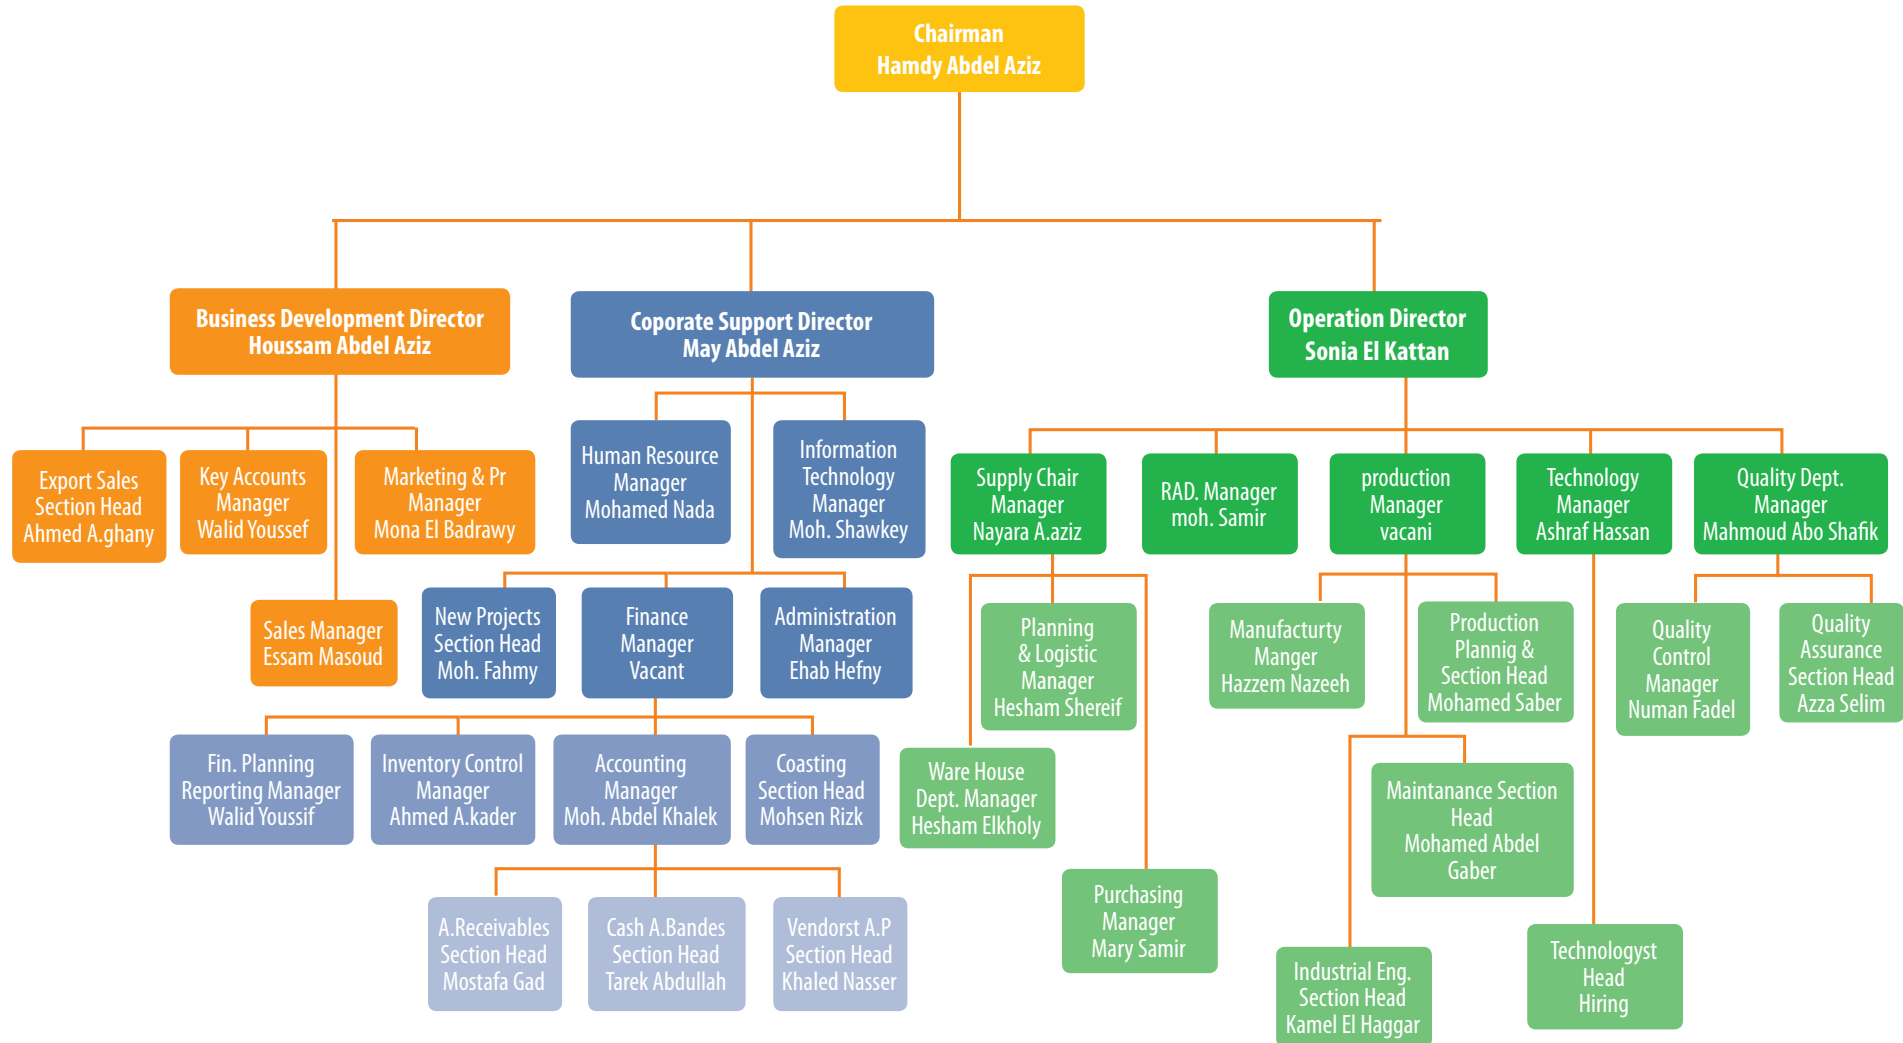 Chairman
Hamdy Abdel Aziz
Business Development Director
Houssam Abdel Aziz
Coporate Support Director
May Abdel Aziz
Operation Director
Sonia El Kattan
Export Sales
Section Head
Ahmed A.ghany
Key Accounts
Manager
Walid Youssef
Marketing & Pr
Manager
Mona El Badrawy
Sales Manager
Essam Masoud
Human Resource
Manager
Mohamed Nada
Information
Technology
Manager
Moh. Shawkey
New Projects
Section Head
Moh. Fahmy
Finance
Manager
Vacant
Administration
Manager
Ehab Hefny
Fin. Planning
Reporting Manager
Walid Youssif
Inventory Control
Manager
Ahmed A.kader
Accounting
Manager
Moh. Abdel Khalek
Coasting
Section Head
Mohsen Rizk
A.Receivables
Section Head
Mostafa Gad
Cash A.Bandes
Section Head
Tarek Abdullah
Vendorst A.P
Section Head
Khaled Nasser
Supply Chair
Manager
Nayara A.aziz
RAD. Manager
moh. Samir
production
Manager
vacani
Technology
Manager
Ashraf Hassan
Quality Dept.
Manager
Mahmoud Abo Shafik
Planning
& Logistic
Manager
Hesham Shereif
Ware House
Dept. Manager
Hesham Elkholy
Purchasing
Manager
Mary Samir
Manufacturty
Manger
Hazzem Nazeeh
Production
Plannig &
Section Head
Mohamed Saber
Maintanance Section
Head
Mohamed Abdel
Gaber
Industrial Eng.
Section Head
Kamel El Haggar
Technologyst
Head
Hiring
Quality
Control
Manager
Numan Fadel
Quality
Assurance
Section Head
Azza Selim